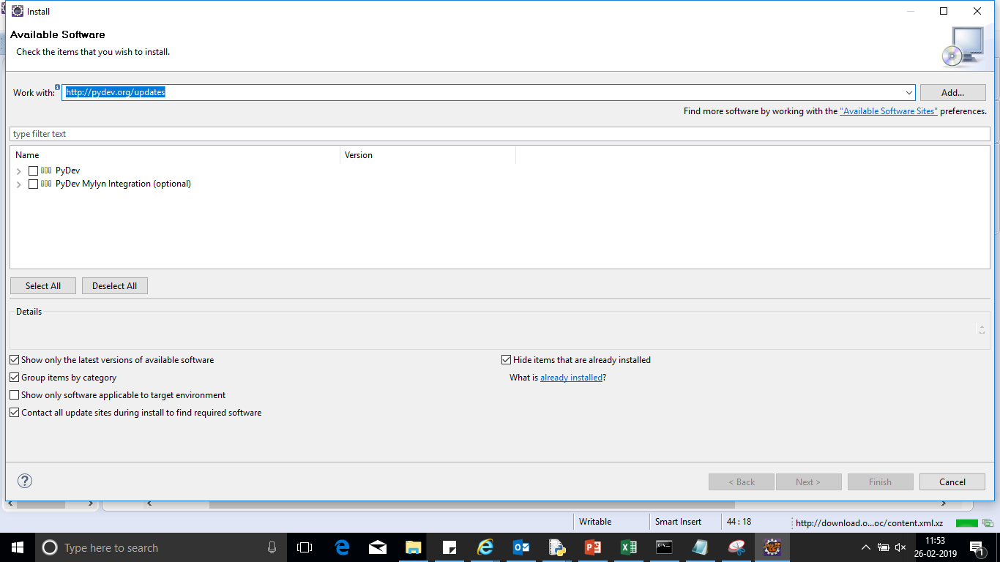 Install
Available Software
Check the items that you wish to install.
Work with: http://pydev.org/updates Add...
Find more software by working with the "Available Software Sites" preferences.
type filter text
Name Version
PyDev
PyDev Mylyn Integration (optional)
Select All Deselect All
Details
Show only the latest versions of available software Hide items that are already installed
Group items by category What is already installed?
Show only software applicable to target environment
Contact all update sites during install to find required software
? < Back Next > Finish Cancel
Writable Smart Insert 44 : 18 http://download.o...oc/content.xml.xz
Type here to search 11:53
26-02-2019 1